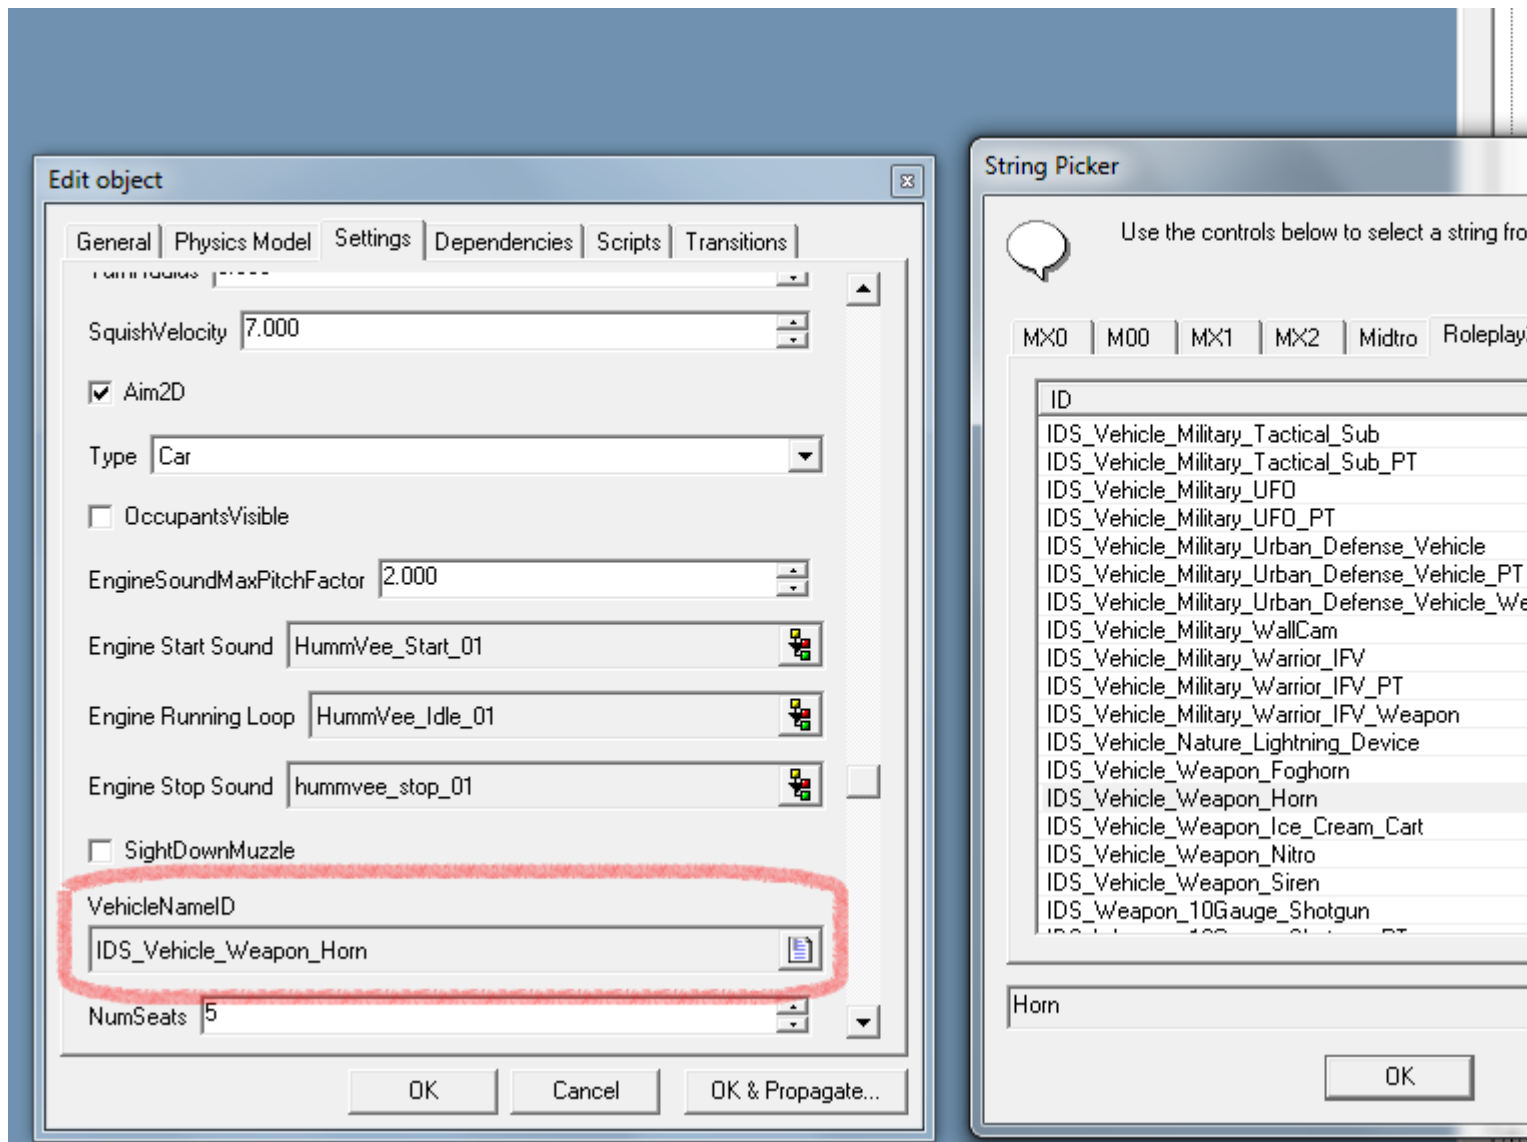 Edit object
General Physics Model Settings Dependencies Scripts Transitions
SquishVelocity 7.000
Aim2D
Type Car
OccupantsVisible
EngineSoundMaxPitchFactor 2.000
Engine Start Sound HummVee_Start_01
Engine Running Loop HummVee_Idle_01
Engine Stop Sound hummvee_stop_01
SightDownMuzzle
VehicleNameID
IDS_Vehicle_Weapon_Horn
NumSeats 5
OK Cancel OK & Propagate...
String Picker
Use the controls below to select a string fro
MX0 M00 MX1 MX2 Midtro Roleplay
ID
IDS_Vehicle_Military_Tactical_Sub
IDS_Vehicle_Military_Tactical_Sub_PT
IDS_Vehicle_Military_UFO
IDS_Vehicle_Military_UFO_PT
IDS_Vehicle_Military_Urban_Defense_Vehicle
IDS_Vehicle_Military_Urban_Defense_Vehicle_PT
IDS_Vehicle_Military_Urban_Defense_Vehicle_We
IDS_Vehicle_Military_WallCam
IDS_Vehicle_Military_Warrior_IFV
IDS_Vehicle_Military_Warrior_IFV_PT
IDS_Vehicle_Military_Warrior_IFV_Weapon
IDS_Vehicle_Nature_Lightning_Device
IDS_Vehicle_Weapon_Foghorn
IDS_Vehicle_Weapon_Horn
IDS_Vehicle_Weapon_Ice_Cream_Cart
IDS_Vehicle_Weapon_Nitro
IDS_Vehicle_Weapon_Siren
IDS_Weapon_10Gauge_Shotgun
Horn
OK